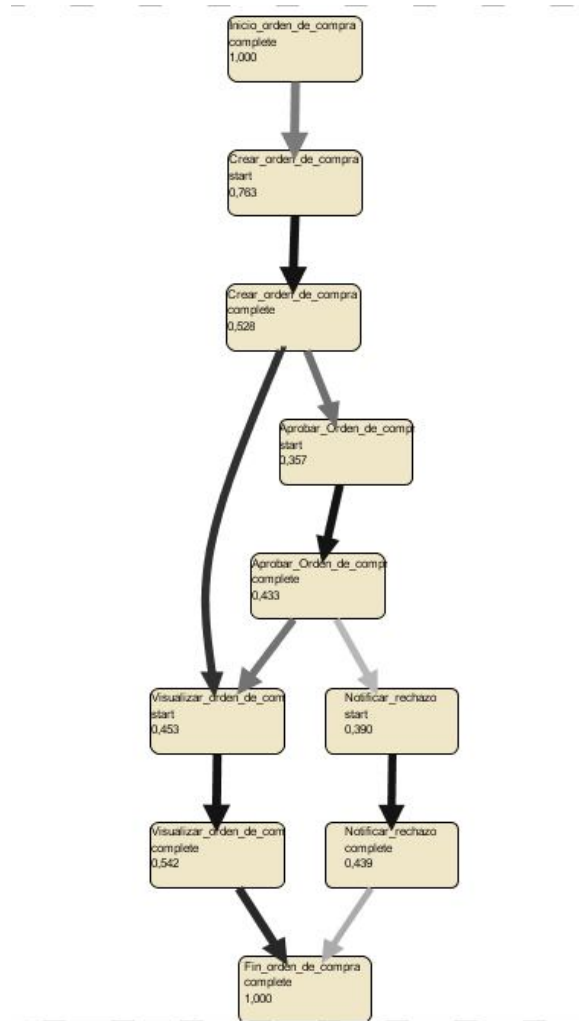 Inicio_orden_de_compra
complete
1,000
Crear_orden_de_compra
start
0,763
Crear_orden_de_compra
complete
0,528
Aprobar_Orden_de_compr
start
0,357
Aprobar_Orden_de_compr
complete
0,433
Visualizar_orden_de_com
start
0,453
Notificar_rechazo
start
0,390
Visualizar_orden_de_com
complete
0,542
Notificar_rechazo
complete
0,439
Fin_orden_de_compra
complete
1,000